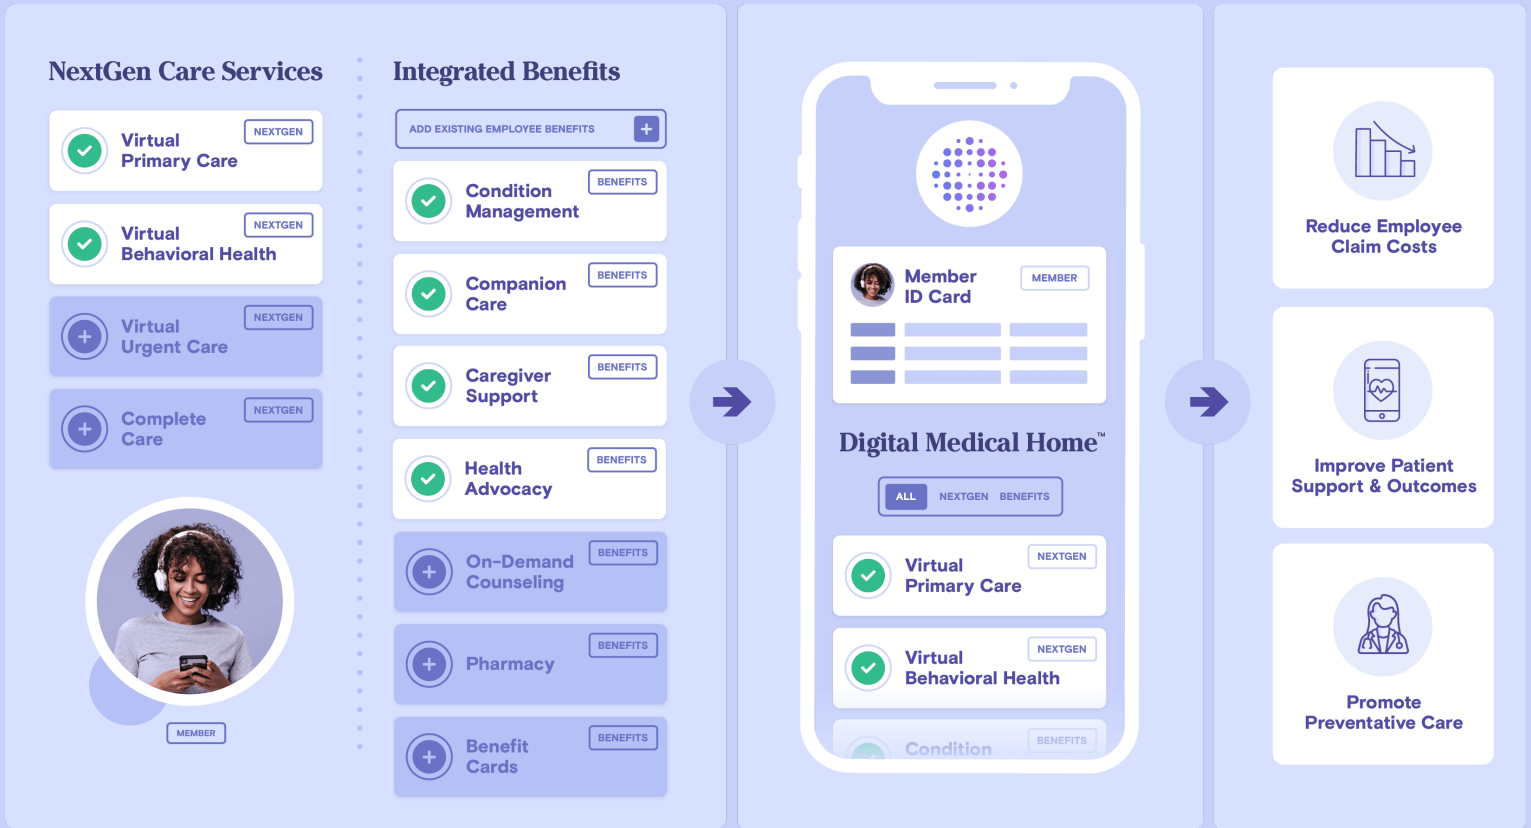 NextGen Care Services
Virtual
Primary Care
NEXTGEN
Virtual
Behavioral Health
NEXTGEN
Virtual
Urgent Care
NEXTGEN
Complete
Care
NEXTGEN
MEMBER
Integrated Benefits
ADD EXISTING EMPLOYEE BENEFITS
Condition
Management
BENEFITS
Companion
Care
BENEFITS
Caregiver
Support
BENEFITS
Health
Advocacy
BENEFITS
On-Demand
Counseling
BENEFITS
Pharmacy
BENEFITS
Benefit
Cards
BENEFITS
Member
ID Card
MEMBER
Digital Medical Home™
ALL NEXTGEN BENEFITS
Virtual
Primary Care
NEXTGEN
Virtual
Behavioral Health
NEXTGEN
Condition
BENEFITS
Reduce Employee
Claim Costs
Improve Patient
Support & Outcomes
Promote
Preventative Care